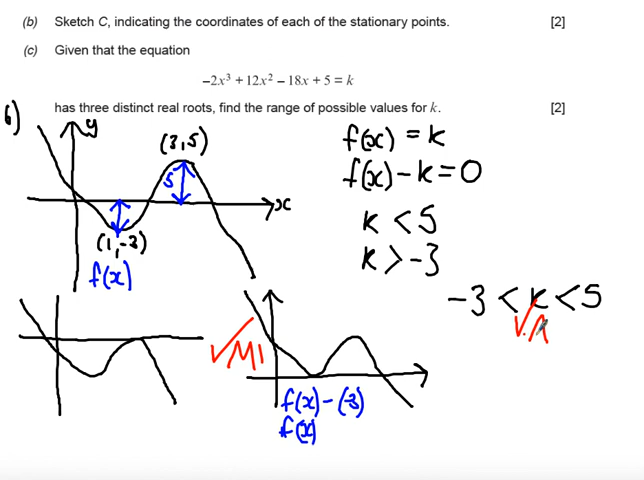 (b) Sketch C, indicating the coordinates of each of the stationary points. [2]
(c) Given that the equation
−2x³ + 12x² − 18x + 5 = k
has three distinct real roots, find the range of possible values for k. [2]
b)
y
(3,5)
5
x
(1,-3)
f(x)
f(x) = k
f(x) - k = 0
k < 5
k > -3
-3 < k < 5
√A
√M1
f(x) - (-3)
f(x)